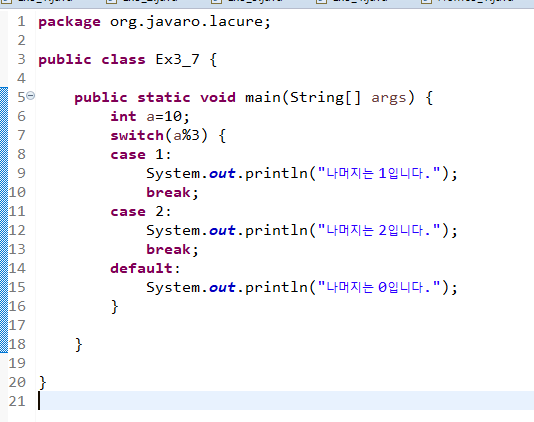 1 package org.javaro.lacure;
2
3 public class Ex3_7 {
4
5 public static void main(String[] args) {
6 int a=10;
7 switch(a%3) {
8 case 1:
9 System.out.println("나머지는 1입니다.");
10 break;
11 case 2:
12 System.out.println("나머지는 2입니다.");
13 break;
14 default:
15 System.out.println("나머지는 0입니다.");
16 }
17
18 }
19
20 }
21